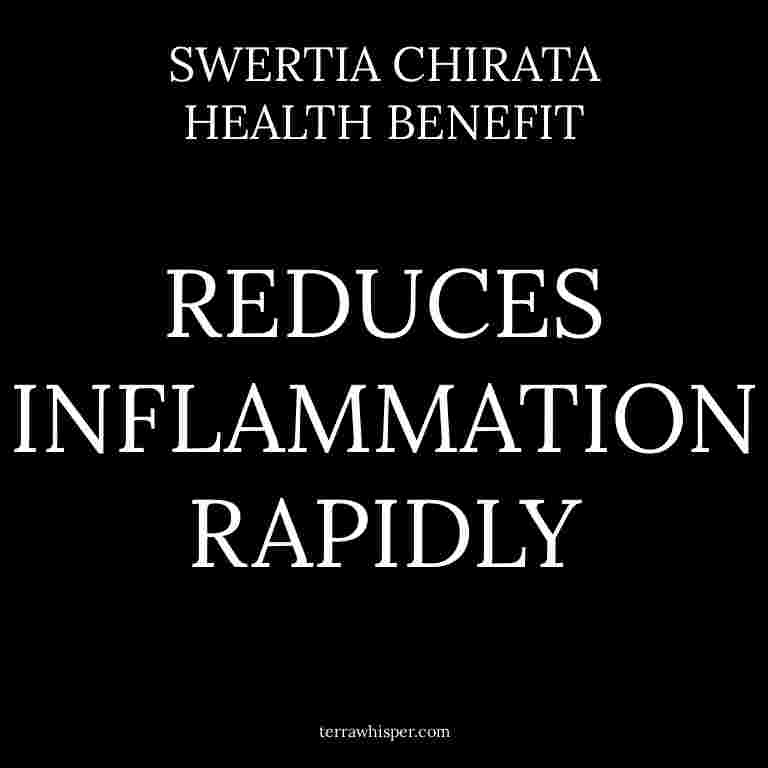 SWERTIA CHIRATA
HEALTH BENEFIT
REDUCES
INFLAMMATION
RAPIDLY
terrawhisper.com